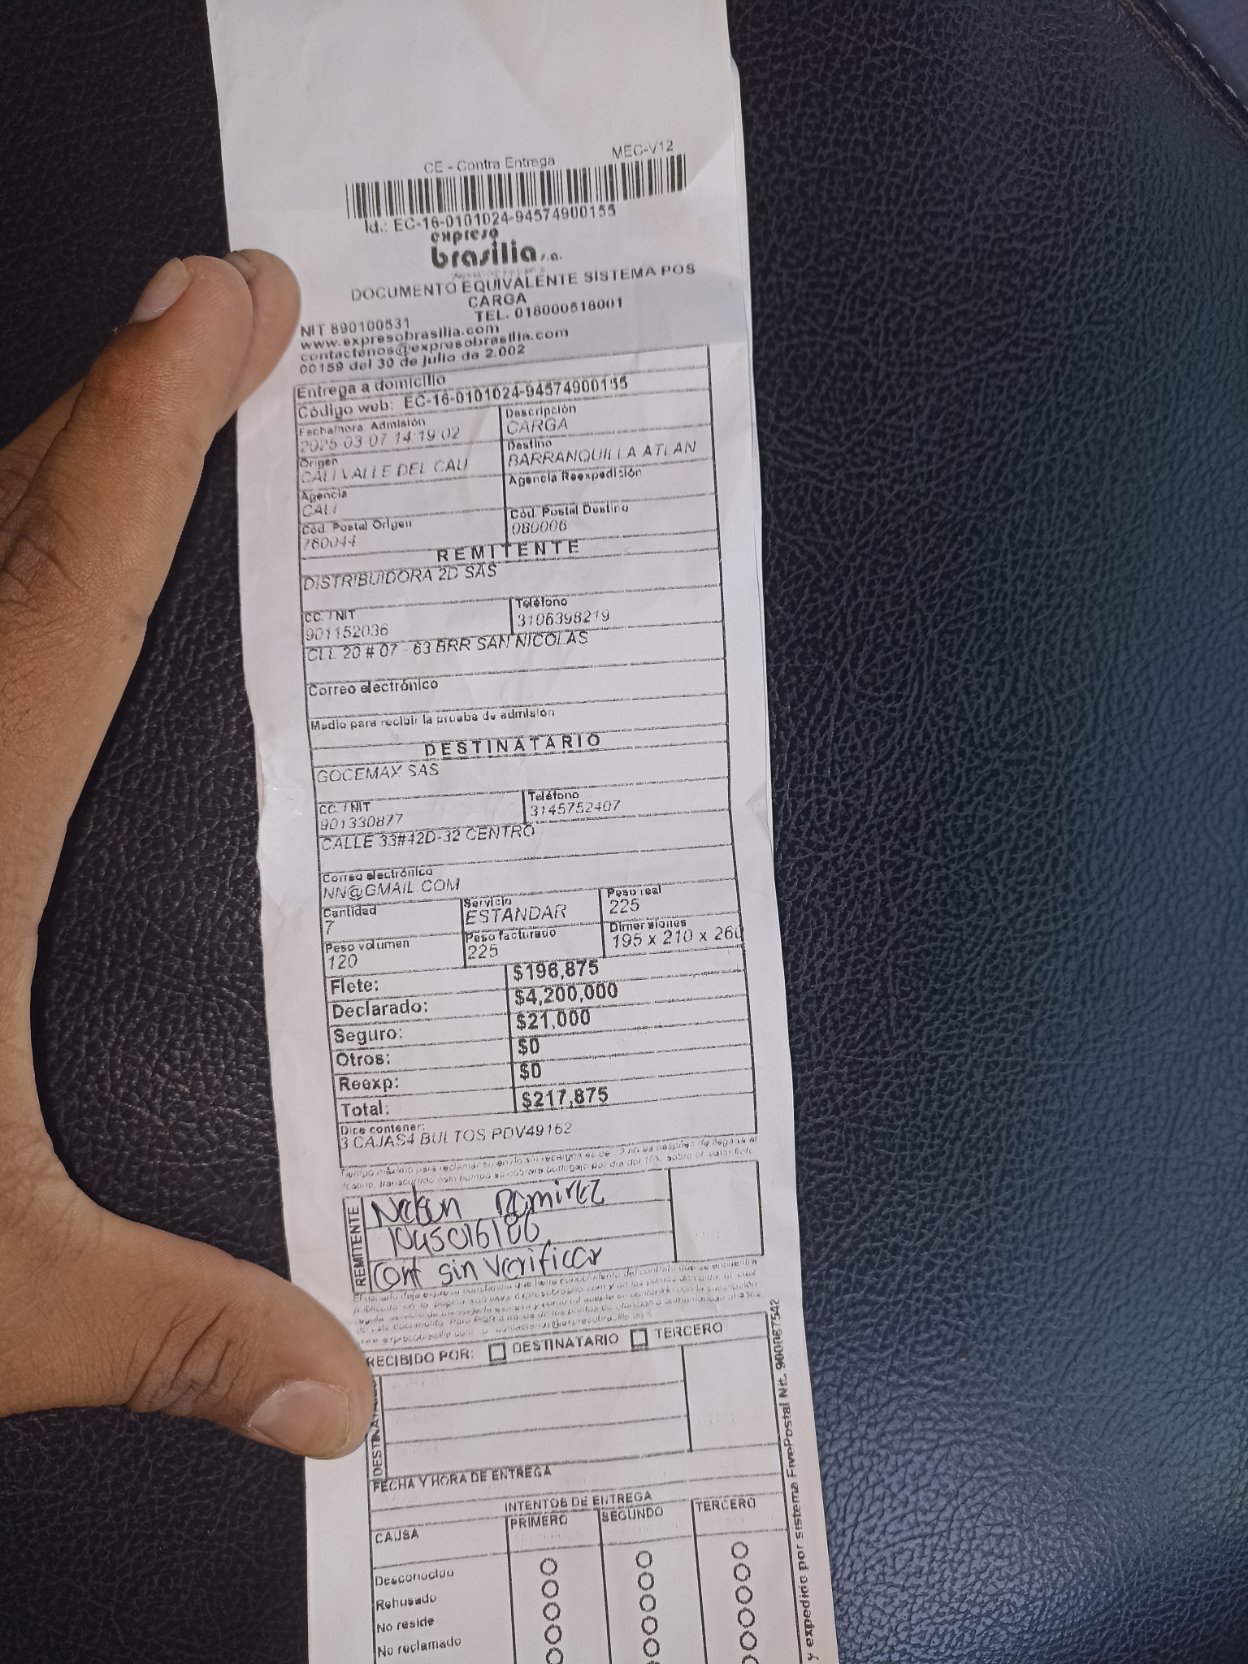 CE - Contra Entrega MEC-V12
Id.: EC-16-0101024-94574900155
expreso
brasilia s.a.
DOCUMENTO EQUIVALENTE SISTEMA POS
CARGA
NIT 890100531 TEL. 018000518001
www.expresobrasilia.com
contactenos@expresobrasilia.com
00159 del 30 de Julio de 2.002
Entrega a domicilio
Código web: EC-16-0101024-94574900155
Fecha/hora Admisión Descripción
2025-03-07 14:19:02 CARGA
Origen Destino
CALI VALLE DEL CAU BARRANQUILLA ATLAN
Agencia Agencia Reexpedición
CALI
Cód. Postal Origen Cód. Postal Destino
760044 080006
REMITENTE
DISTRIBUIDORA 2D SAS
CC. / NIT Teléfono
901152036 3106398219
CLL 20 # 07 - 63 BRR SAN NICOLAS
Correo electrónico
Medio para recibir la prueba de admisión
DESTINATARIO
GOCEMAX SAS
CC. / NIT Teléfono
901330877 3145752407
CALLE 33#42D-32 CENTRO
Correo electrónico
NN@GMAIL.COM
Cantidad Servicio Peso real
7 ESTANDAR 225
Peso volumen Peso facturado Dimensiones
120 225 195 x 210 x 260
Flete: $196,875
Declarado: $4,200,000
Seguro: $21,000
Otros: $0
Reexp: $0
Total: $217,875
Dice contener:
3 CAJAS4 BULTOS PDV49162
REMITENTE
Ramirez
1045016186
Cont sin verificar
RECIBIDO POR: DESTINATARIO TERCERO
FECHA Y HORA DE ENTREGA
INTENTOS DE ENTREGA
CAUSA PRIMERO SEGUNDO TERCERO
Desconocido
Rehusado
No reside
No reclamado
y expedido por sistema FivePostal Nit. 900087542